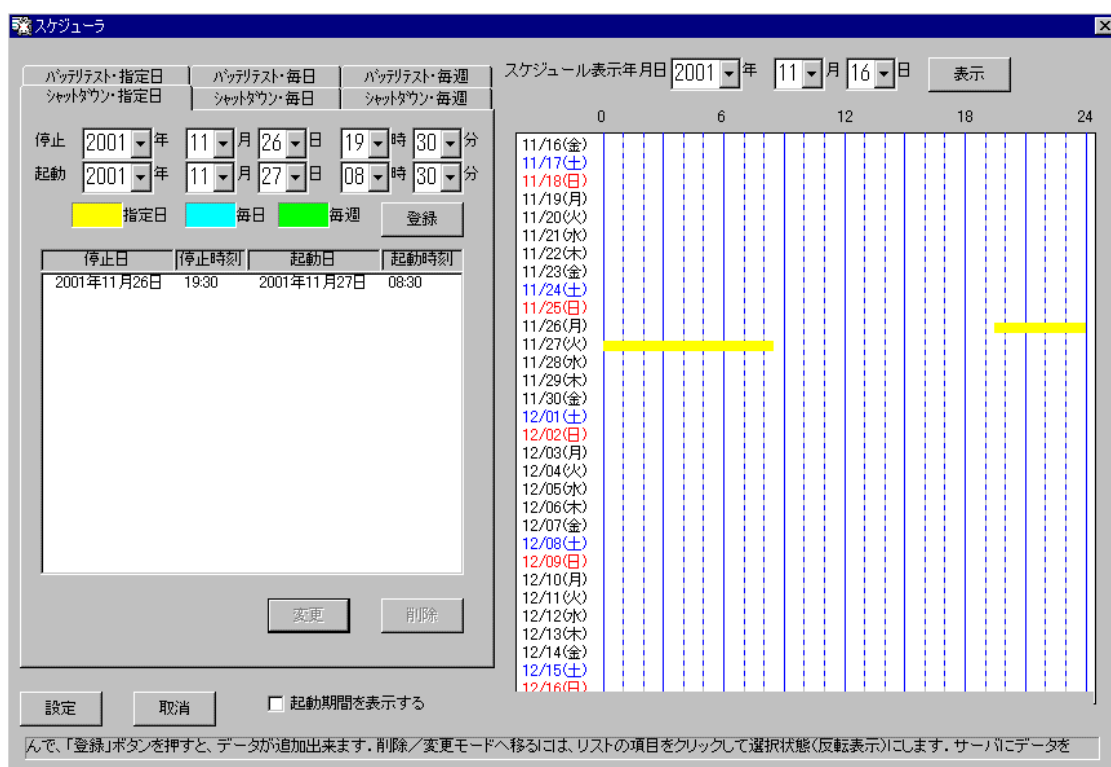 スケジューラ
バッテリテスト・指定日 バッテリテスト・毎日 バッテリテスト・毎週
シャットダウン・指定日 シャットダウン・毎日 シャットダウン・毎週
停止 2001 年 11 月 26 日 19 時 30 分
起動 2001 年 11 月 27 日 08 時 30 分
指定日 毎日 毎週 登録
停止日 停止時刻 起動日 起動時刻
2001年11月26日 19:30 2001年11月27日 08:30
変更 削除
設定 取消 起動期間を表示する
スケジュール表示年月日 2001 年 11 月 16 日 表示
0 6 12 18 24
11/16(金)
11/17(土)
11/18(日)
11/19(月)
11/20(火)
11/21(水)
11/22(木)
11/23(金)
11/24(土)
11/25(日)
11/26(月)
11/27(火)
11/28(水)
11/29(木)
11/30(金)
12/01(土)
12/02(日)
12/03(月)
12/04(火)
12/05(水)
12/06(木)
12/07(金)
12/08(土)
12/09(日)
12/10(月)
12/11(火)
12/12(水)
12/13(木)
12/14(金)
12/15(土)
12/16(日)
んで、「登録」ボタンを押すと、データが追加出来ます．削除／変更モードへ移るには、リストの項目をクリックして選択状態(反転表示)にします．サーバにデータを